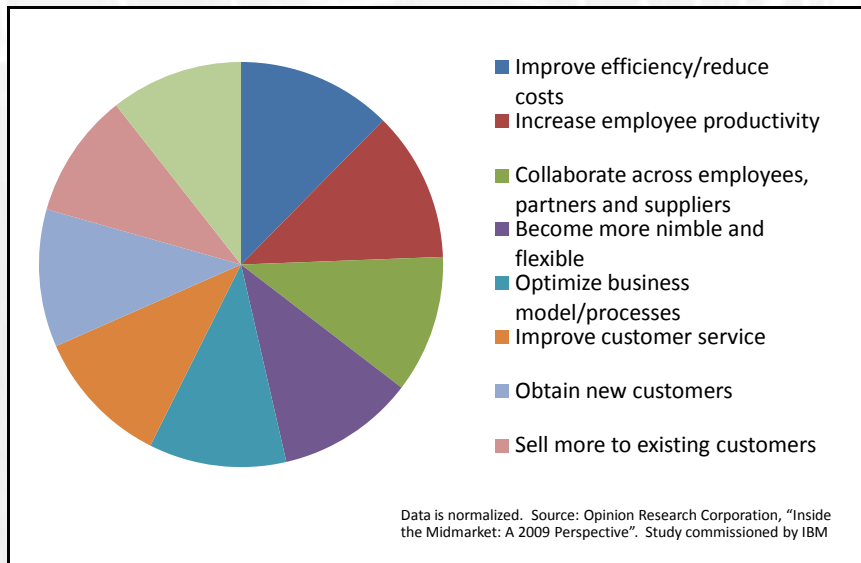 Improve efficiency/reduce
costs
Increase employee productivity
Collaborate across employees,
partners and suppliers
Become more nimble and
flexible
Optimize business
model/processes
Improve customer service
Obtain new customers
Sell more to existing customers
Data is normalized.  Source: Opinion Research Corporation, “Inside
the Midmarket: A 2009 Perspective”.  Study commissioned by IBM